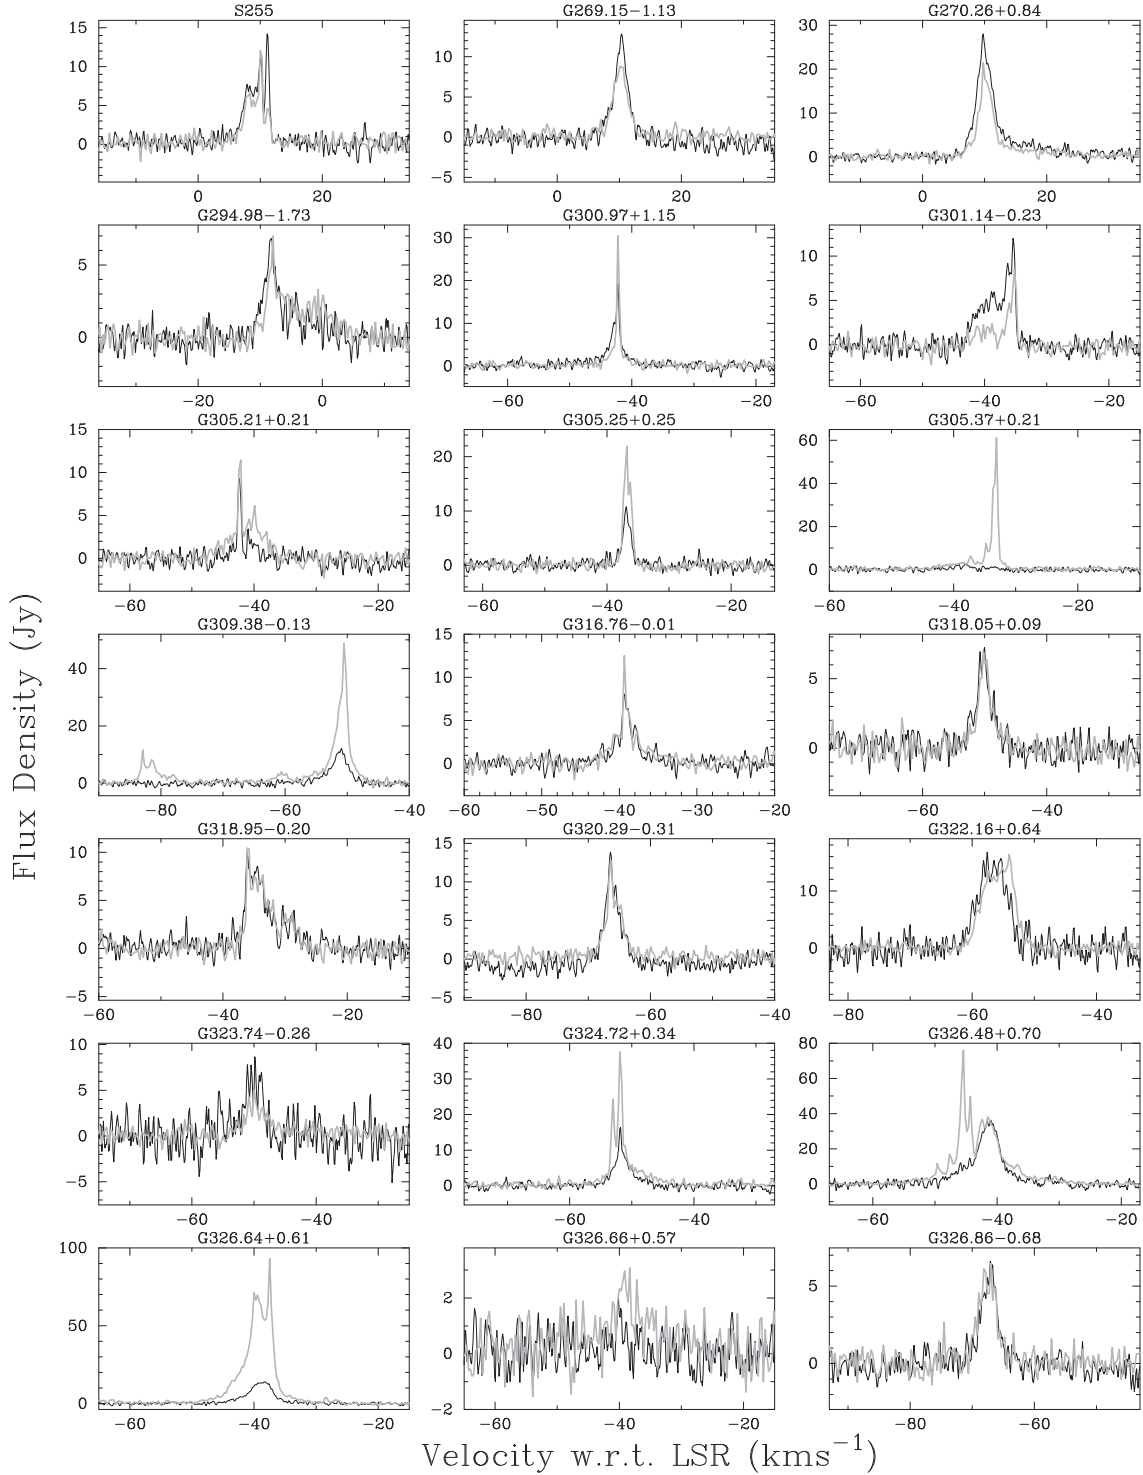 S255 G269.15−1.13 G270.26+0.84
15 10 5 0
10 5 0 −5
30 20 10 0
0 20 0 20 0 20
G294.98−1.73 G300.97+1.15 G301.14−0.23
5 0
30 20 10 0
10 5 0
−20 0 −60 −40 −20 −60 −40 −20
G305.21+0.21 G305.25+0.25 G305.37+0.21
15 10 5 0
20 10 0
60 40 20 0
−60 −40 −20 −60 −40 −20 −60 −40 −20
G309.38−0.13 G316.76−0.01 G318.05+0.09
40 20 0
15 10 5 0
5 0
−80 −60 −40 −60 −50 −40 −30 −20 −60 −40
G318.95−0.20 G320.29−0.31 G322.16+0.64
10 5 0 −5
15 10 5 0 −5
10 0
−60 −40 −20 −80 −60 −40 −80 −60 −40
G323.74−0.26 G324.72+0.34 G326.48+0.70
10 5 0 −5
40 30 20 10 0
80 60 40 20 0
−60 −40 −60 −40 −60 −40 −20
G326.64+0.61 G326.66+0.57 G326.86−0.68
100 50 0
2 0 −2
5 0
−60 −40 −20 −60 −40 −20 −80 −60
Flux Density (Jy)
Velocity w.r.t. LSR (kms−1)